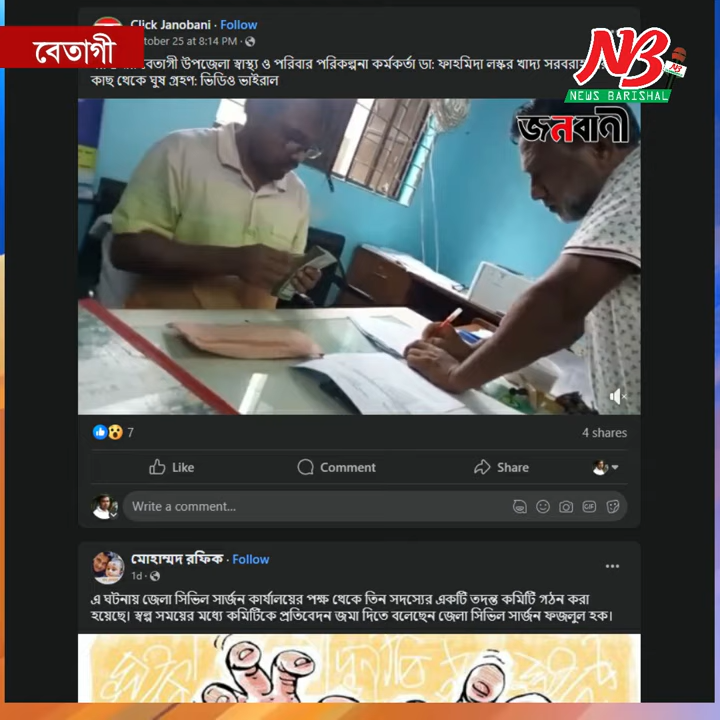 বেতাগী
NB
NEWS BARISHAL
Click Janobani · Follow
October 25 at 8:14 PM ·
বেতাগী উপজেলা স্বাস্থ্য ও পরিবার পরিকল্পনা কর্মকর্তা ডা: ফাহমিদা লস্কর খাদ্য
কাছ থেকে ঘুষ গ্রহণ: ভিডিও ভাইরাল
জনবানী
7
4 shares
Like
Comment
Share
Write a comment...
GIF
মোহাম্মদ রফিক · Follow
1d ·
এ ঘটনায় জেলা সিভিল সার্জন কার্যালয়ের পক্ষ থেকে তিন সদস্যের একটি তদন্ত কমিটি গঠন করা
হয়েছে। স্বল্প সময়ের মধ্যে কমিটিকে প্রতিবেদন জমা দিতে বলেছেন জেলা সিভিল সার্জন ফজলুল হক।